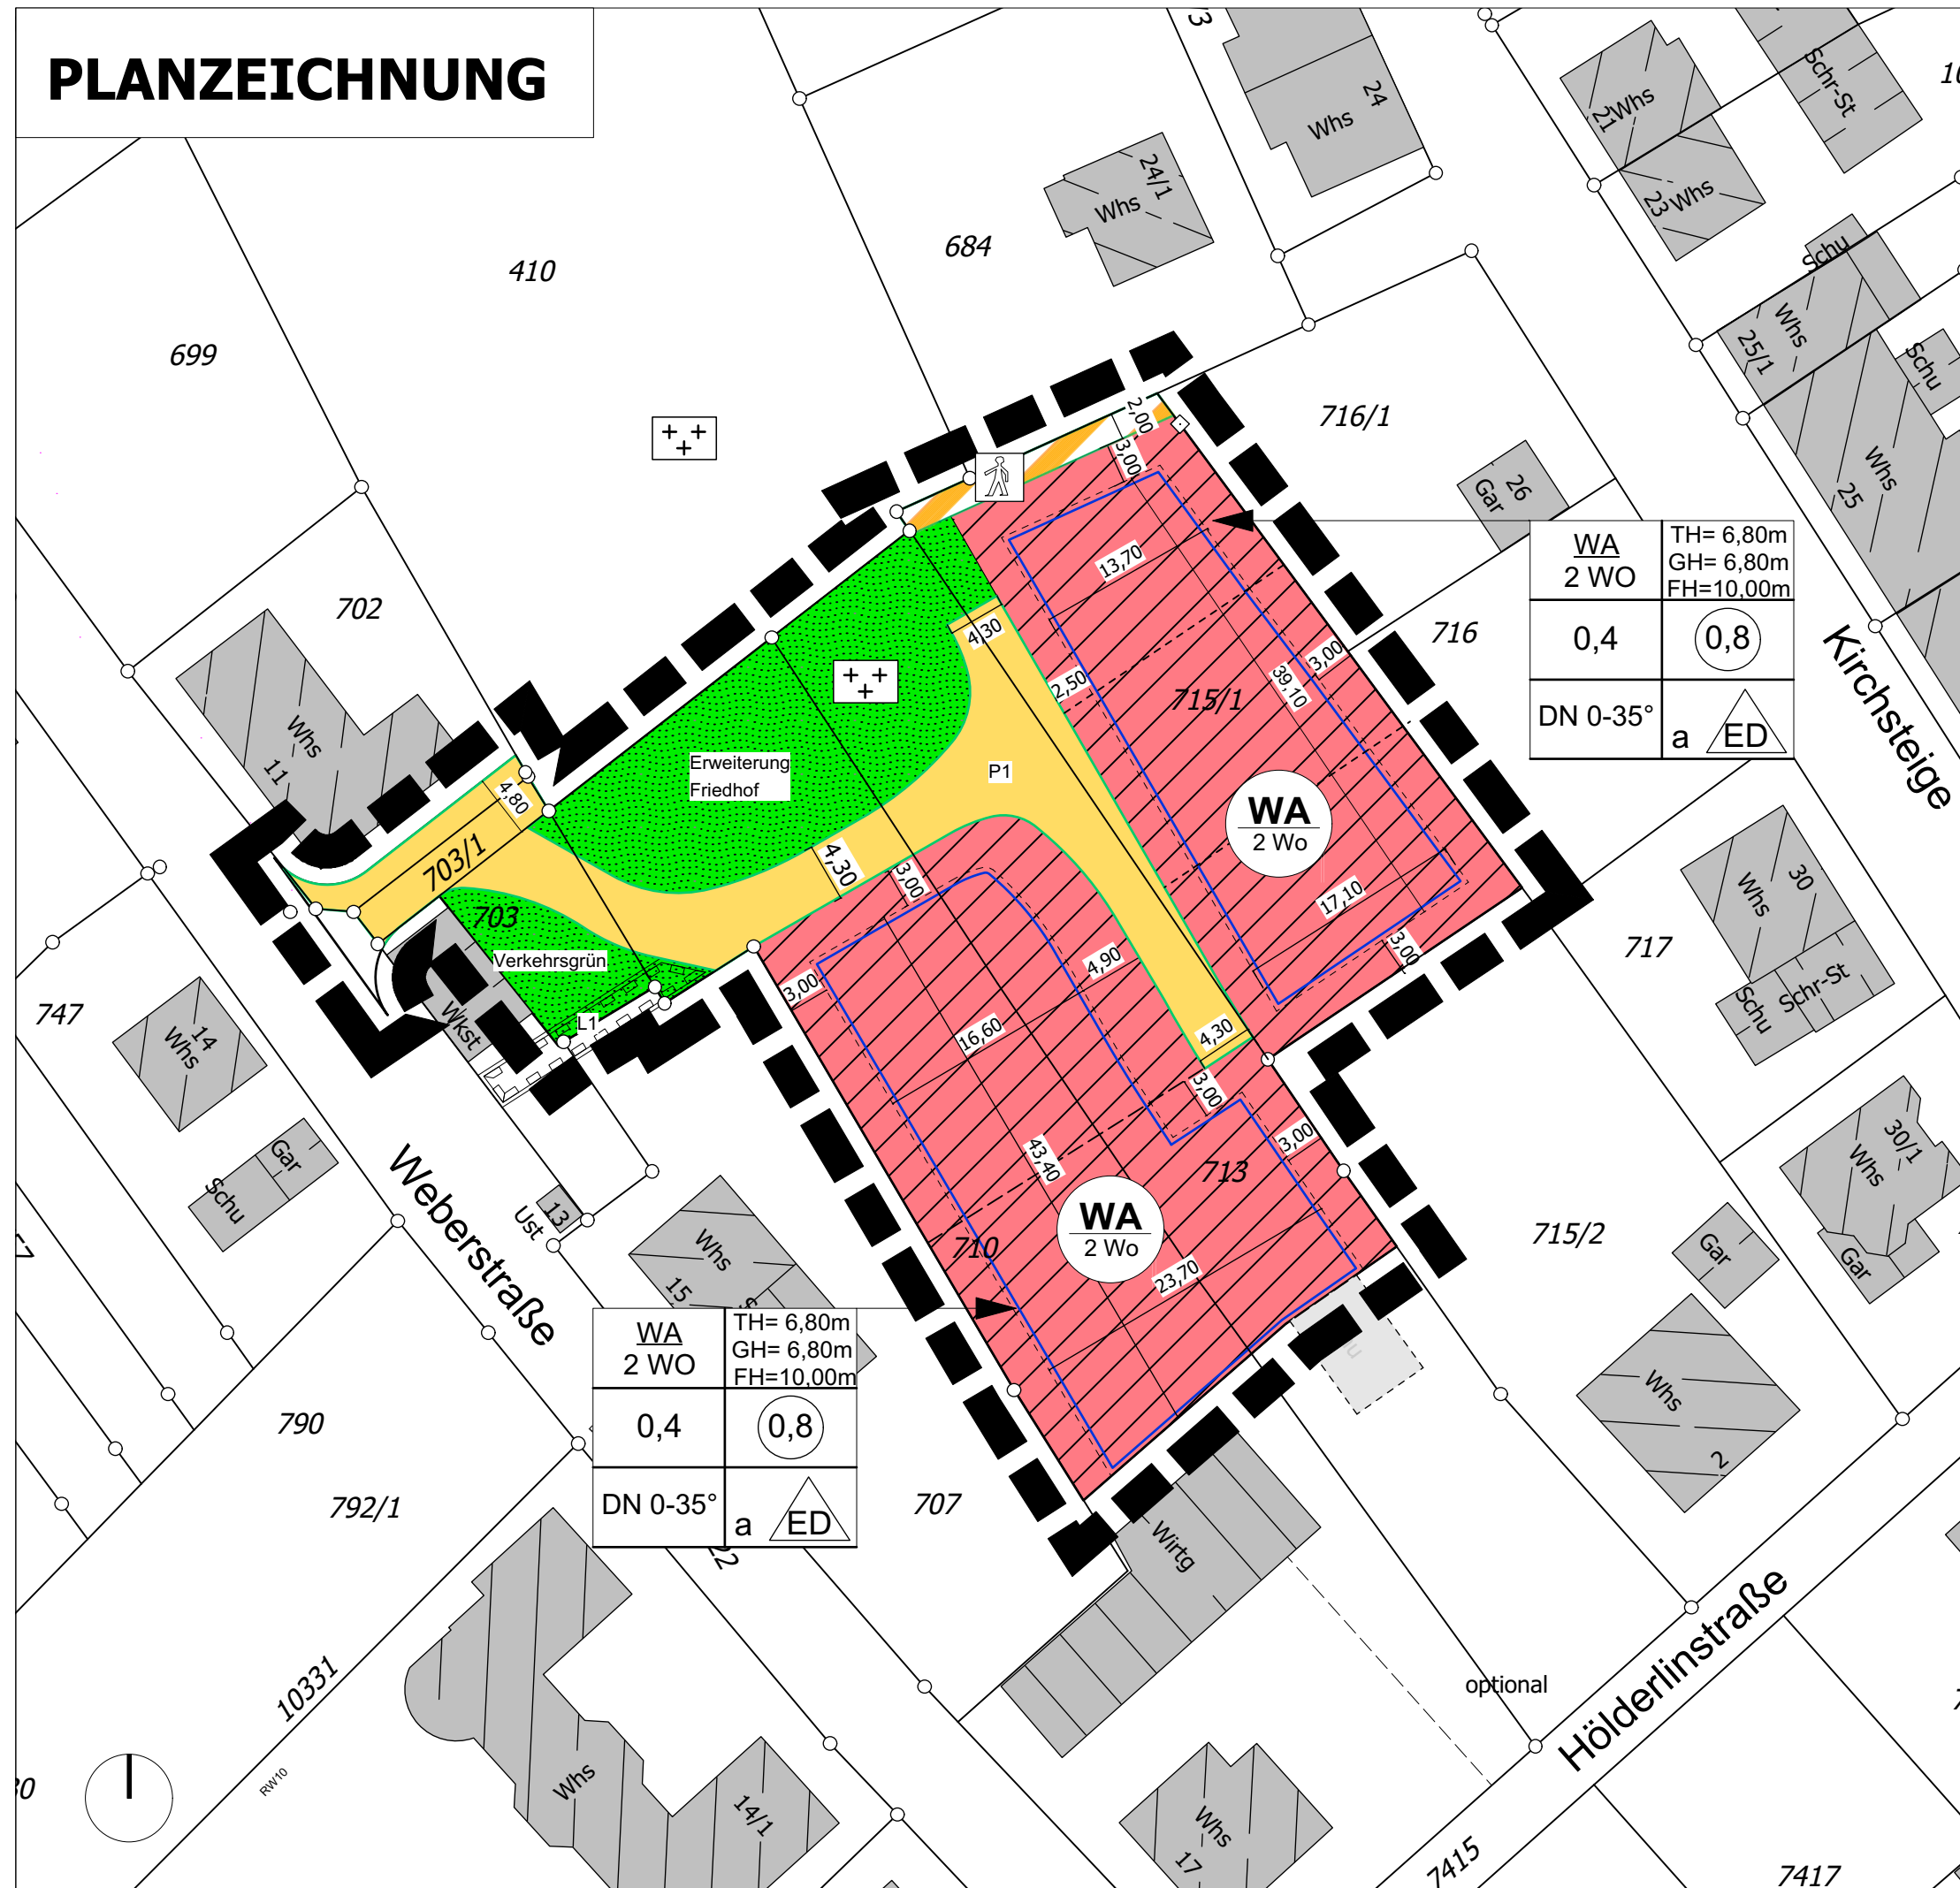 PLANZEICHNUNG
24
Whs
21
Whs
Schr-St
24/1
Whs
23
Whs
684
410
Schu
699
Whs
25/1
Schu
2,00
716/1
3,00
Whs
25
26
Gar
WA
2 WO
TH= 6,80m
GH= 6,80m
FH=10,00m
0,4
0,8
DN 0-35°
a
ED
13,70
702
4,30
716
3,00
2,50
39,10
715/1
Kirchsteige
Whs
11
Erweiterung
Friedhof
P1
4,80
WA
2 Wo
703/1
4,30
3,00
17,10
Whs
30
703
Verkehrsgrün
3,00
717
4,90
3,00
Schr-St
Schu
747
14
Whs
Wkst
L1
16,60
4,30
3,00
3,00
Gar
Schu
Weberstraße
43,40
713
30/1
Whs
13
Ust
WA
2 Wo
710
Whs
15
715/2
Gar
Gar
23,70
WA
2 WO
TH= 6,80m
GH= 6,80m
FH=10,00m
0,4
0,8
DN 0-35°
a
ED
Whs
2
790
792/1
707
Wirtg
10331
optional
Hölderlinstraße
RW10
Whs
14/1
Whs
17
7415
7417